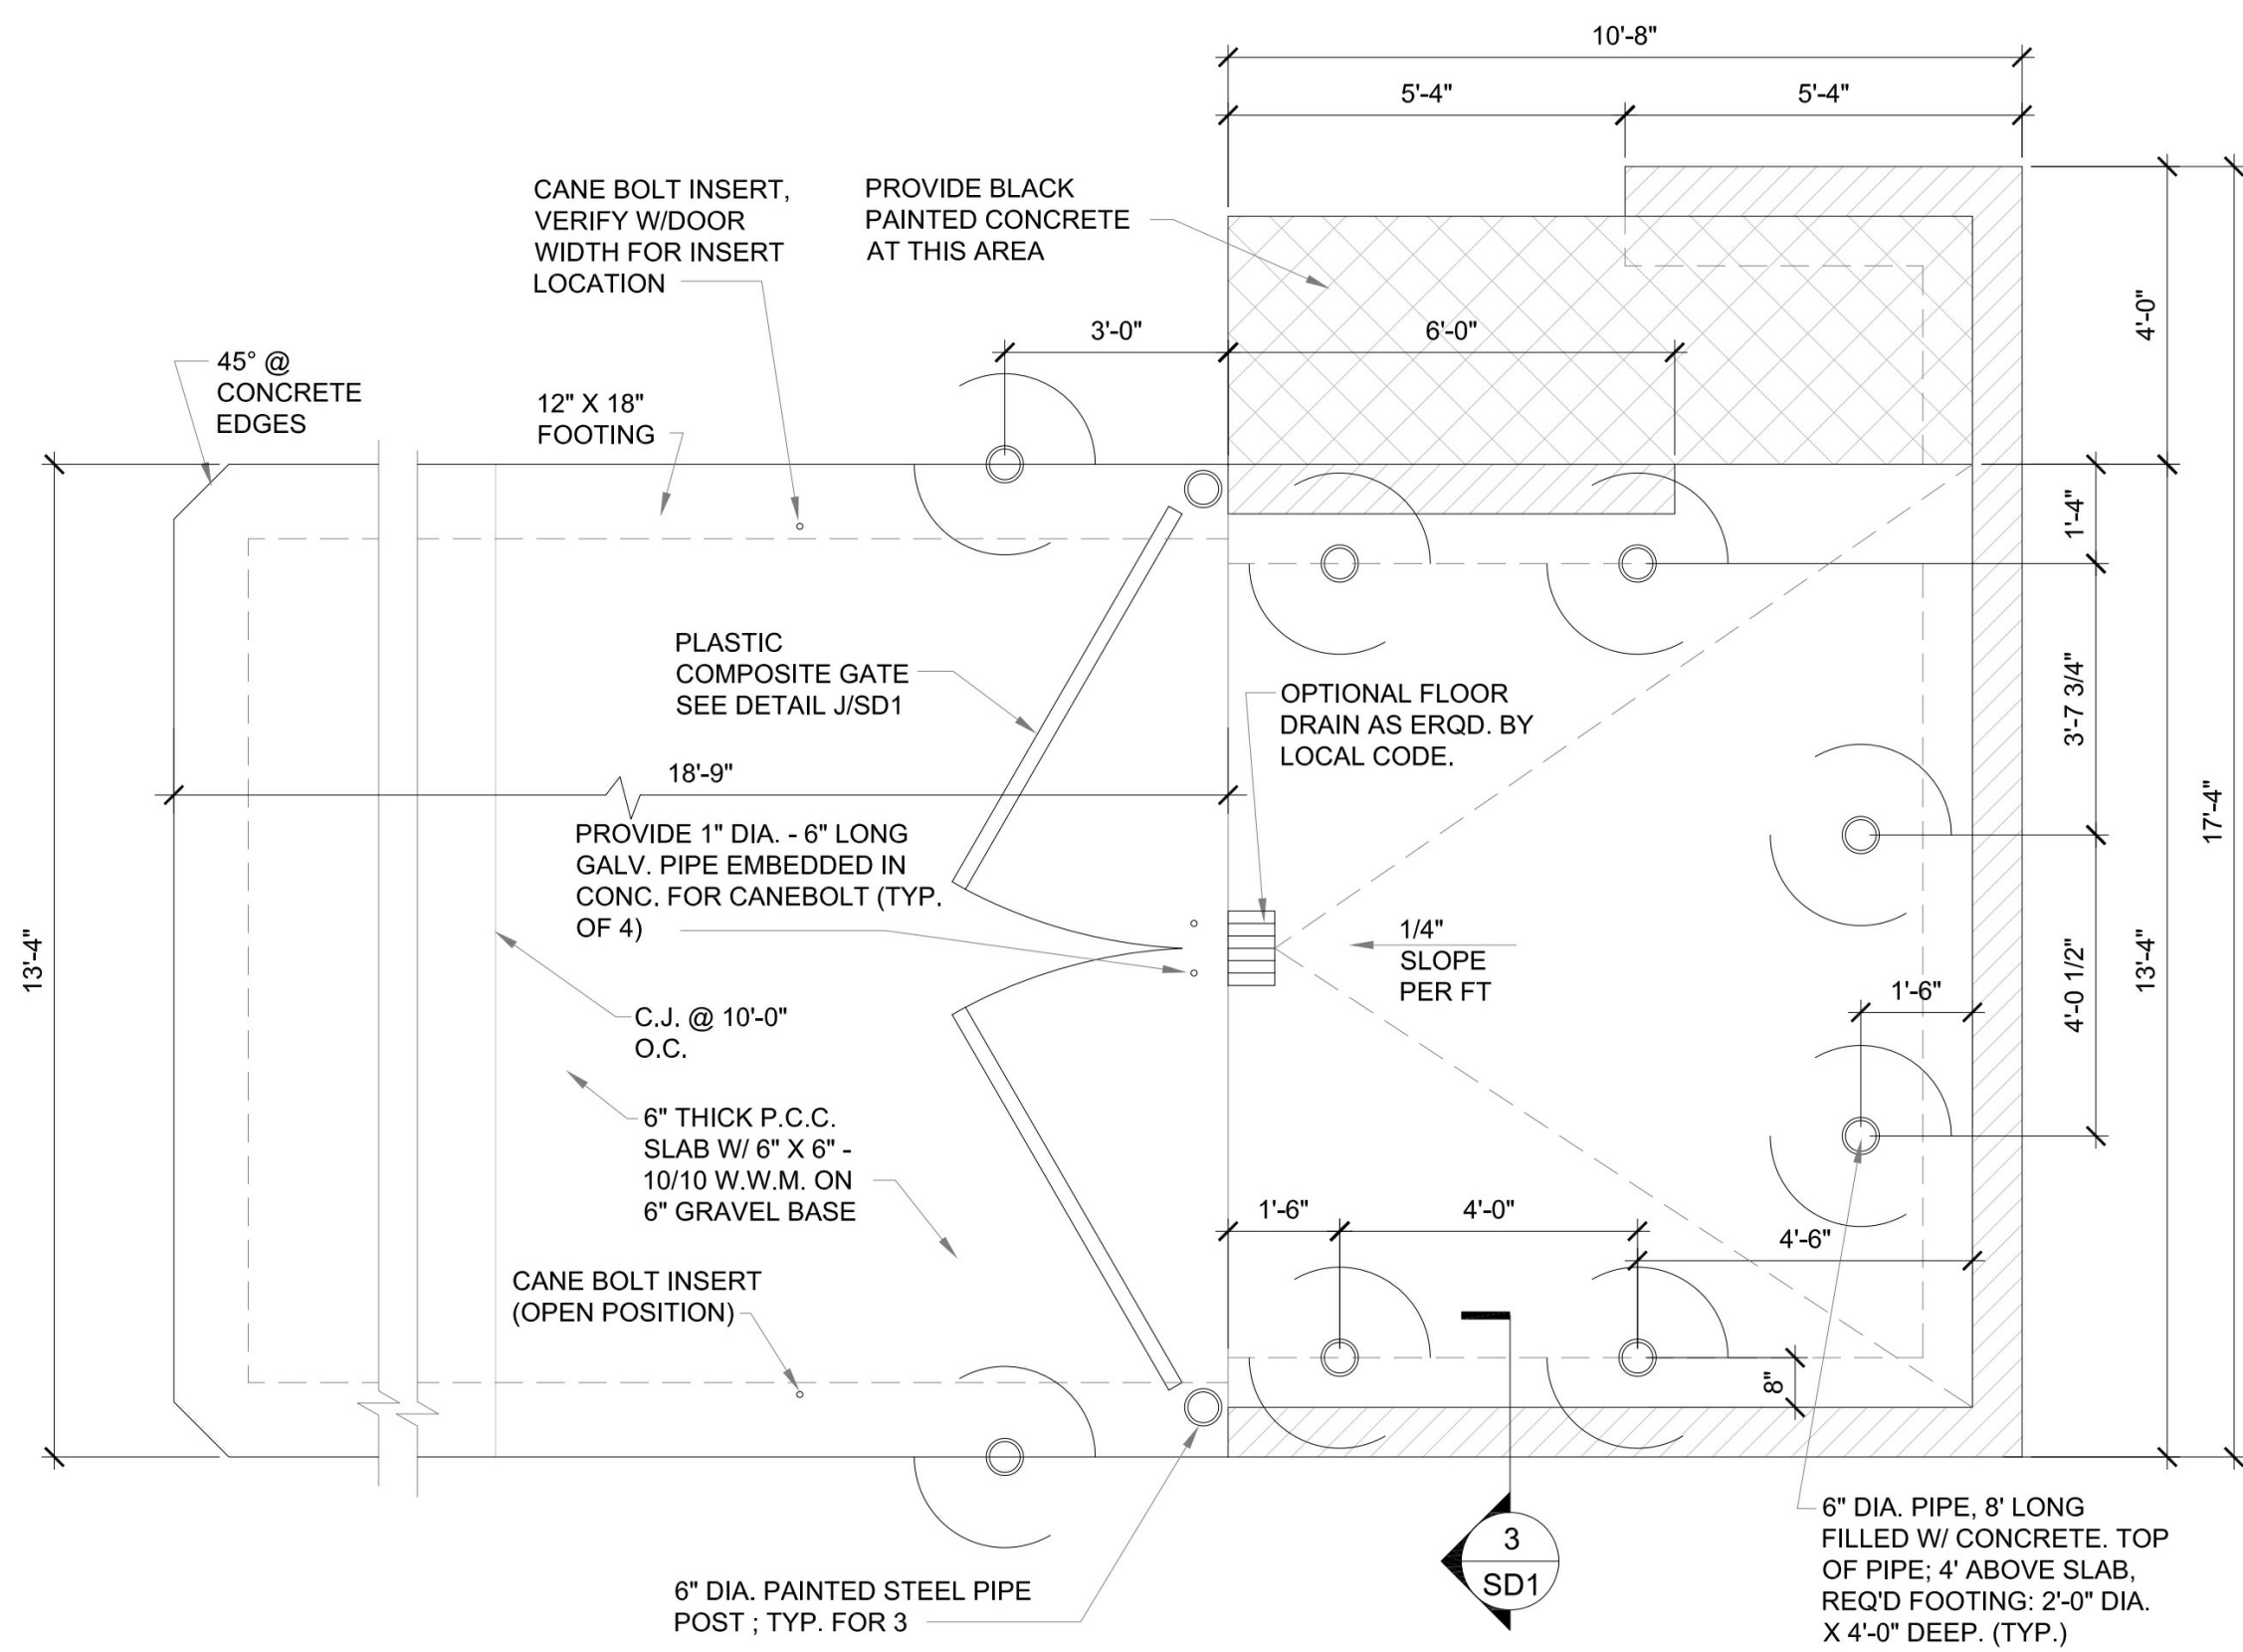 10'-8"
5'-4"
5'-4"
CANE BOLT INSERT,
VERIFY W/DOOR
WIDTH FOR INSERT
LOCATION
PROVIDE BLACK
PAINTED CONCRETE
AT THIS AREA
4'-0"
3'-0"
6'-0"
45° @
CONCRETE
EDGES
12" X 18"
FOOTING
1'-4"
PLASTIC
COMPOSITE GATE
SEE DETAIL J/SD1
OPTIONAL FLOOR
DRAIN AS ERQD. BY
LOCAL CODE.
3'-7 3/4"
18'-9"
17'-4"
PROVIDE 1" DIA. - 6" LONG
GALV. PIPE EMBEDDED IN
CONC. FOR CANEBOLT (TYP.
OF 4)
13'-4"
1/4"
SLOPE
PER FT
13'-4"
4'-0 1/2"
1'-6"
C.J. @ 10'-0"
O.C.
6" THICK P.C.C.
SLAB W/ 6" X 6" -
10/10 W.W.M. ON
6" GRAVEL BASE
1'-6"
4'-0"
4'-6"
CANE BOLT INSERT
(OPEN POSITION)
8"
3
SD1
6" DIA. PIPE, 8' LONG
FILLED W/ CONCRETE. TOP
OF PIPE; 4' ABOVE SLAB,
REQ'D FOOTING: 2'-0" DIA.
X 4'-0" DEEP. (TYP.)
6" DIA. PAINTED STEEL PIPE
POST ; TYP. FOR 3